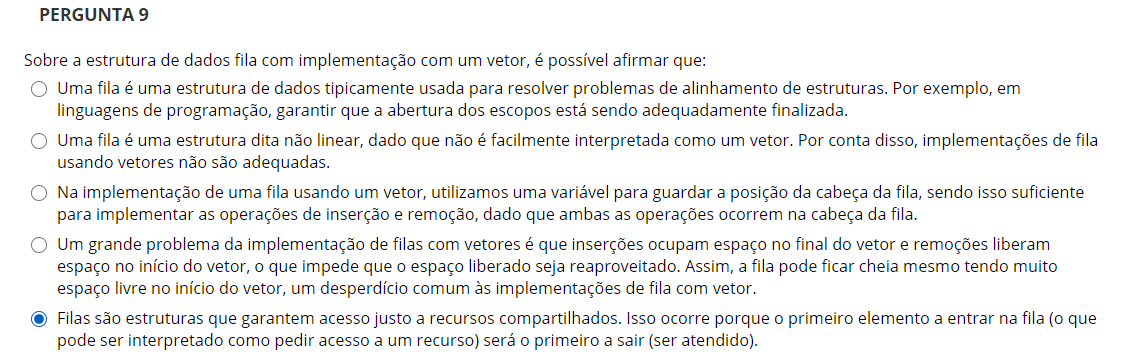 PERGUNTA 9
Sobre a estrutura de dados fila com implementação com um vetor, é possível afirmar que:
Uma fila é uma estrutura de dados tipicamente usada para resolver problemas de alinhamento de estruturas. Por exemplo, em
linguagens de programação, garantir que a abertura dos escopos está sendo adequadamente finalizada.
Uma fila é uma estrutura dita não linear, dado que não é facilmente interpretada como um vetor. Por conta disso, implementações de fila
usando vetores não são adequadas.
Na implementação de uma fila usando um vetor, utilizamos uma variável para guardar a posição da cabeça da fila, sendo isso suficiente
para implementar as operações de inserção e remoção, dado que ambas as operações ocorrem na cabeça da fila.
Um grande problema da implementação de filas com vetores é que inserções ocupam espaço no final do vetor e remoções liberam
espaço no início do vetor, o que impede que o espaço liberado seja reaproveitado. Assim, a fila pode ficar cheia mesmo tendo muito
espaço livre no início do vetor, um desperdício comum às implementações de fila com vetor.
Filas são estruturas que garantem acesso justo a recursos compartilhados. Isso ocorre porque o primeiro elemento a entrar na fila (o que
pode ser interpretado como pedir acesso a um recurso) será o primeiro a sair (ser atendido).